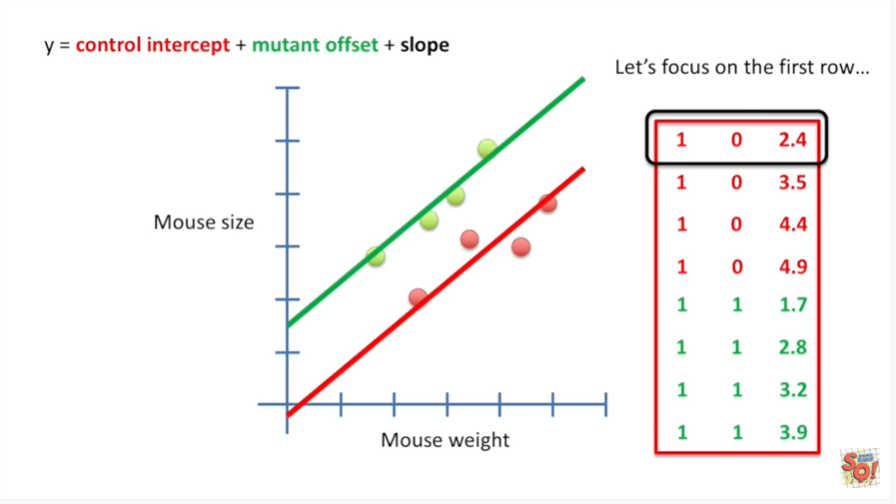 y = control intercept + mutant offset + slope
Let's focus on the first row...
1 0 2.4
1 0 3.5
1 0 4.4
1 0 4.9
1 1 1.7
1 1 2.8
1 1 3.2
1 1 3.9
Mouse size
Mouse weight
SQ!